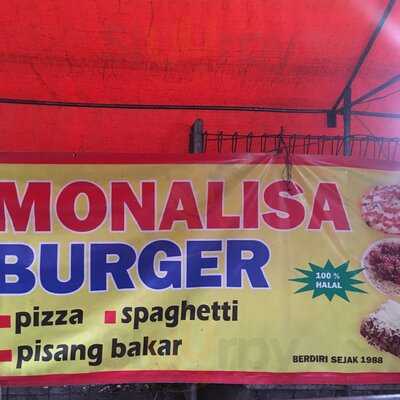 MONALISA
BURGER
pizza
spaghetti
pisang bakar
100%
HALAL
BERDIRI SEJAK 1988